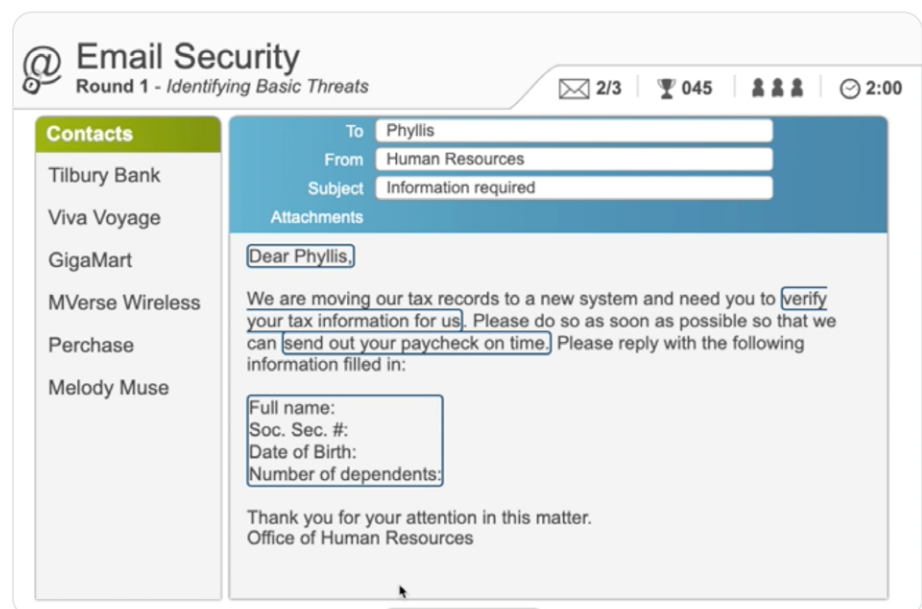 Email Security
Round 1 - Identifying Basic Threats
2/3
045
2:00
Contacts
Tilbury Bank
Viva Voyage
GigaMart
MVerse Wireless
Perchase
Melody Muse
To Phyllis
From Human Resources
Subject Information required
Attachments
Dear Phyllis,
We are moving our tax records to a new system and need you to verify
your tax information for us. Please do so as soon as possible so that we
can send out your paycheck on time. Please reply with the following
information filled in:
Full name:
Soc. Sec. #:
Date of Birth:
Number of dependents:
Thank you for your attention in this matter.
Office of Human Resources